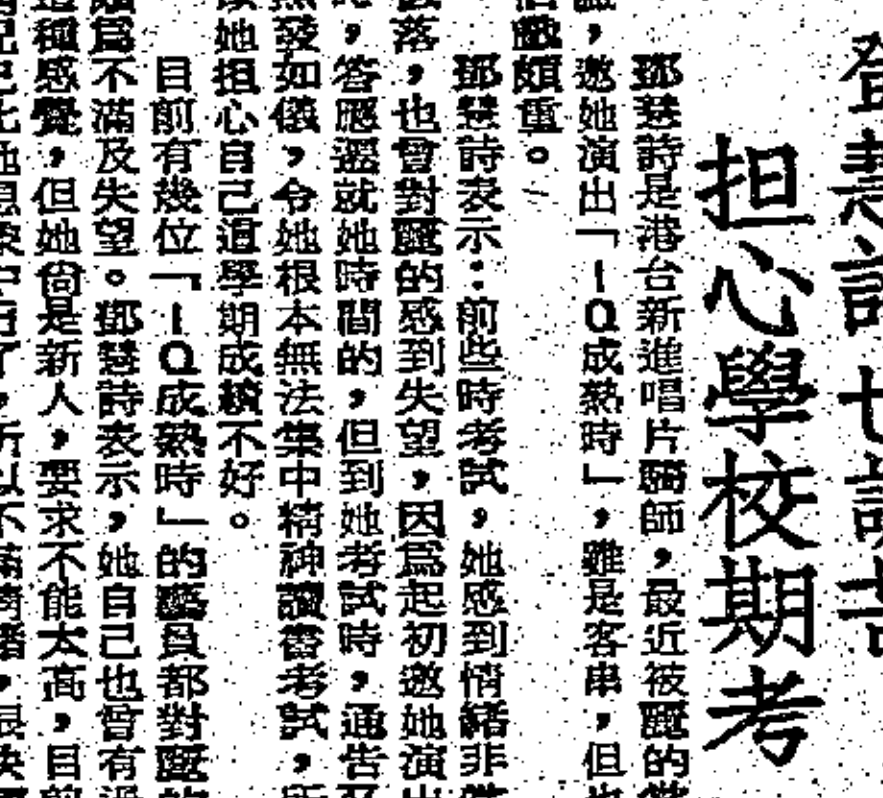 担心學校期考
鄧慧詩是港台新進唱片騎師，最近被麗的
，邀她演出「IQ成熟時」，雖是客串，但
戲頗重。
鄧慧詩表示：前些時考試，她感到情緒非
落，也曾對麗的感到失望，因爲起初邀她演出
，答應遷就她時間的，但到她考試時，通告又
發如儀，令她根本無法集中精神讀書考試，所
她担心自己這學期成績不好。
目前有幾位「IQ成熟時」的藝員都對麗的
爲不滿及失望。鄧慧詩表示，她自己也曾有過
這種感覺，但她尙是新人，要求不能太高，目前